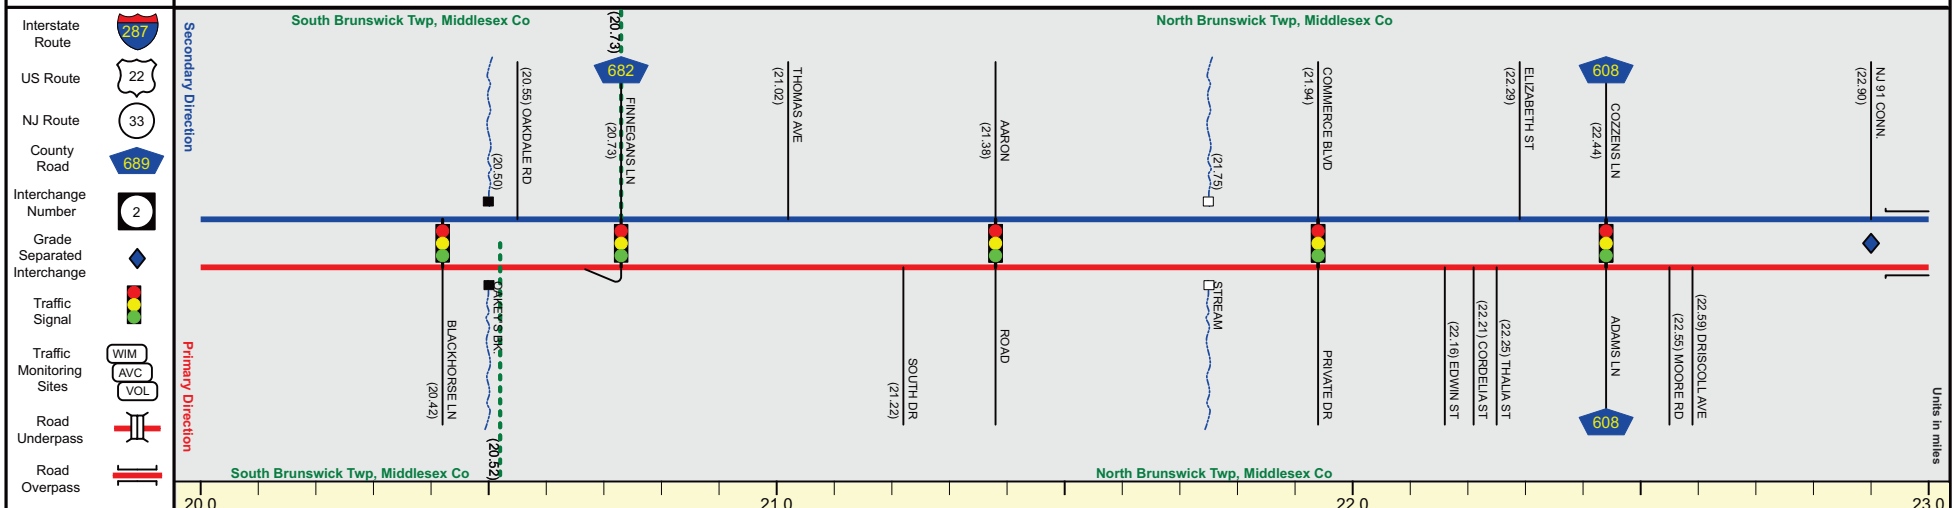 Interstate
Route
287
US Route
22
NJ Route
33
County
Road
689
Interchange
Number
2
Grade
Separated
Interchange
Traffic
Signal
Traffic
Monitoring
Sites
WIM
AVC
VOL
Road
Underpass
Road
Overpass
Secondary Direction
Primary Direction
South Brunswick Twp, Middlesex Co
(20.73)
North Brunswick Twp, Middlesex Co
(20.50)
(20.55) OAKDALE RD
682
FINNEGANS LN
(20.73)
THOMAS AVE
(21.02)
AARON
(21.38)
(21.75)
COMMERCE BLVD
(21.94)
ELIZABETH ST
(22.29)
608
COZZENS LN
(22.44)
NJ 91 CONN.
(22.90)
BLACKHORSE LN
(20.42)
OAKEYS BK.
(20.52)
SOUTH DR
(21.22)
ROAD
STREAM
PRIVATE DR
(22.16) EDWIN ST
(22.21) CORDELIA ST
(22.25) THALIA ST
ADAMS LN
608
(22.55) MOORE RD
(22.59) DRISCOLL AVE
Units in miles
South Brunswick Twp, Middlesex Co
North Brunswick Twp, Middlesex Co
20.0
21.0
22.0
23.0